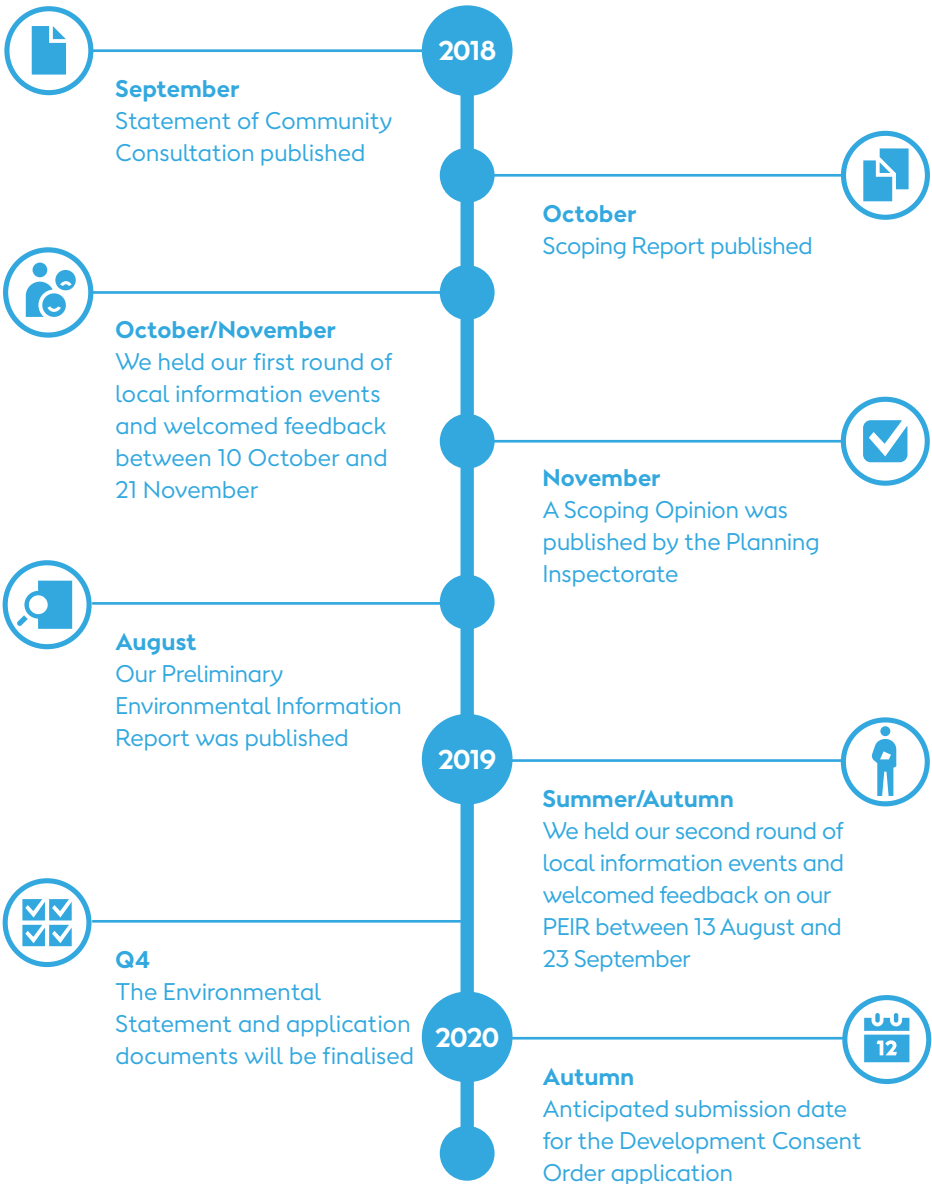 2018
September
Statement of Community
Consultation published
October
Scoping Report published
October/November
We held our first round of
local information events
and welcomed feedback
between 10 October and
21 November
November
A Scoping Opinion was
published by the Planning
Inspectorate
August
Our Preliminary
Environmental Information
Report was published
2019
Summer/Autumn
We held our second round of
local information events and
welcomed feedback on our
PEIR between 13 August and
23 September
Q4
The Environmental
Statement and application
documents will be finalised
2020
12
Autumn
Anticipated submission date
for the Development Consent
Order application